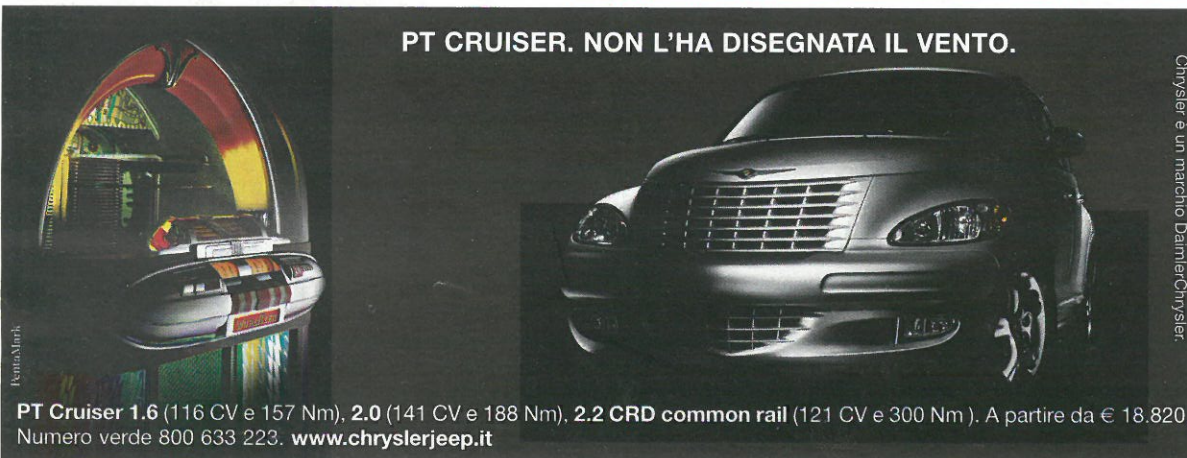 PT CRUISER. NON L'HA DISEGNATA IL VENTO.
Chrysler è un marchio DaimlerChrysler.
PentaMark
PT Cruiser 1.6 (116 CV e 157 Nm), 2.0 (141 CV e 188 Nm), 2.2 CRD common rail (121 CV e 300 Nm ). A partire da € 18.820
Numero verde 800 633 223. www.chryslerjeep.it